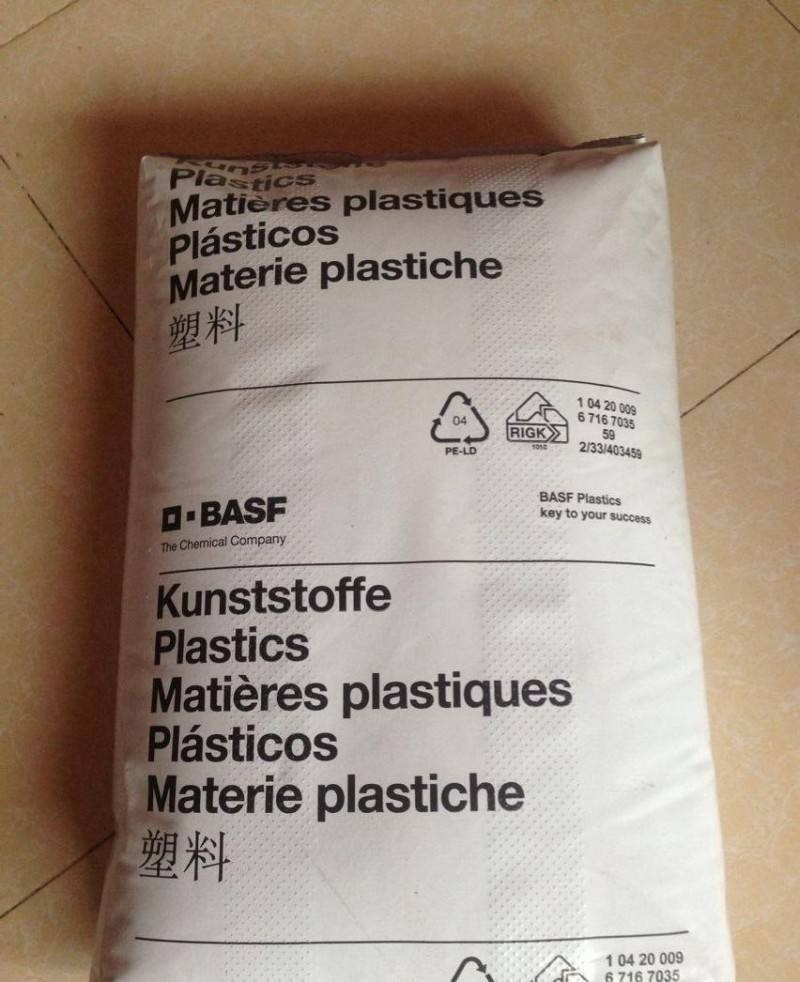 Kunststoffe
Plastics
Matières plastiques
Plásticos
Materie plastiche
塑料
04
PE-LD
RIGK
1010
1 04 20 009
6 716 7035
59
2/33/403459
BASF
The Chemical Company
BASF Plastics
key to your success
Kunststoffe
Plastics
Matières plastiques
Plásticos
Materie plastiche
塑料
1 04 20 009
6 716 7035